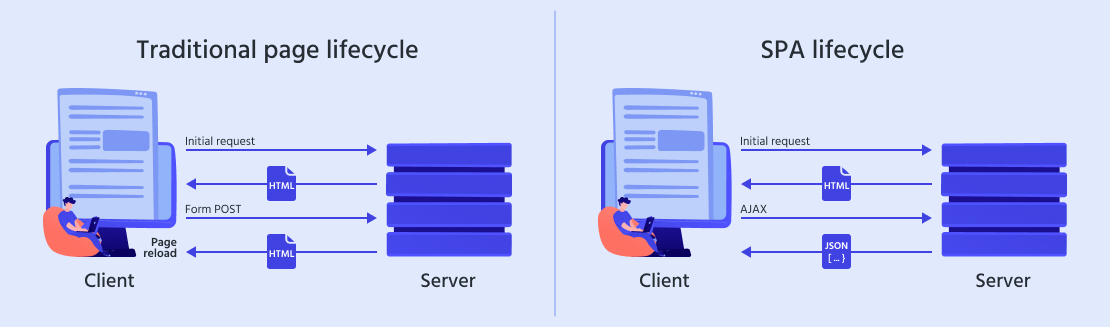 Traditional page lifecycle
Initial request
HTML
Form POST
Page
reload
HTML
Client
Server
SPA lifecycle
Initial request
HTML
AJAX
JSON
[ ... }
Client
Server